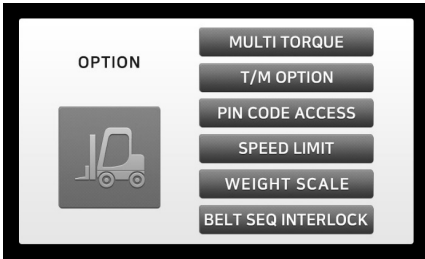 OPTION
MULTI TORQUE
T/M OPTION
PIN CODE ACCESS
SPEED LIMIT
WEIGHT SCALE
BELT SEQ INTERLOCK